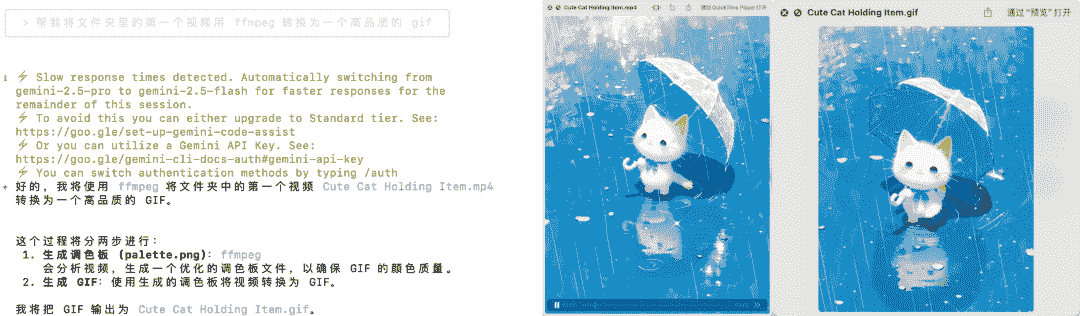 > 帮我将文件夹里的第一个视频用 ffmpeg 转换为一个高品质的 gif
i ⚡ Slow response times detected. Automatically switching from
gemini-2.5-pro to gemini-2.5-flash for faster responses for the
remainder of this session.
⚡ To avoid this you can either upgrade to Standard tier. See:
https://goo.gle/set-up-gemini-code-assist
⚡ Or you can utilize a Gemini API Key. See:
https://goo.gle/gemini-cli-docs-auth#gemini-api-key
⚡ You can switch authentication methods by typing /auth
✦ 好的，我将使用 ffmpeg 将文件夹中的第一个视频 Cute Cat Holding Item.mp4
转换为一个高品质的 GIF。
这个过程将分两步进行：
1. 生成调色板 (palette.png)：ffmpeg
会分析视频，生成一个优化的调色板文件，以确保 GIF 的颜色质量。
2. 生成 GIF：使用生成的调色板将视频转换为 GIF。
我将把 GIF 输出为 Cute Cat Holding Item.gif。
Cute Cat Holding Item.mp4
通过 QuickTime Player 打开
Cute Cat Holding Item.gif
通过“预览”打开